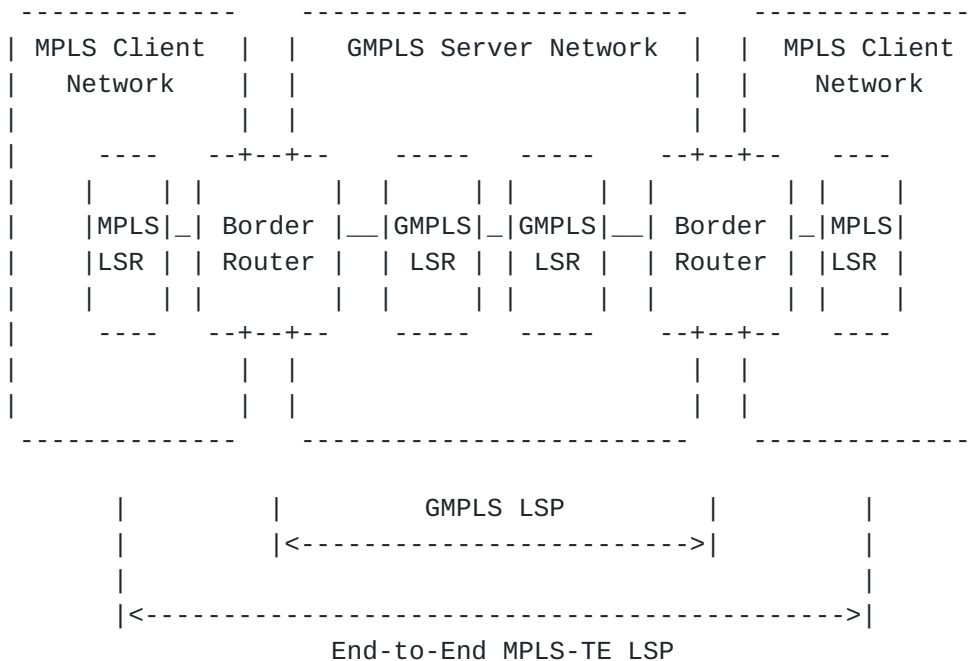 MPLS Client GMPLS Server Network MPLS Client
Network Network
MPLS Border GMPLS GMPLS Border MPLS
LSR Router LSR LSR Router LSR
GMPLS LSP
End-to-End MPLS-TE LSP